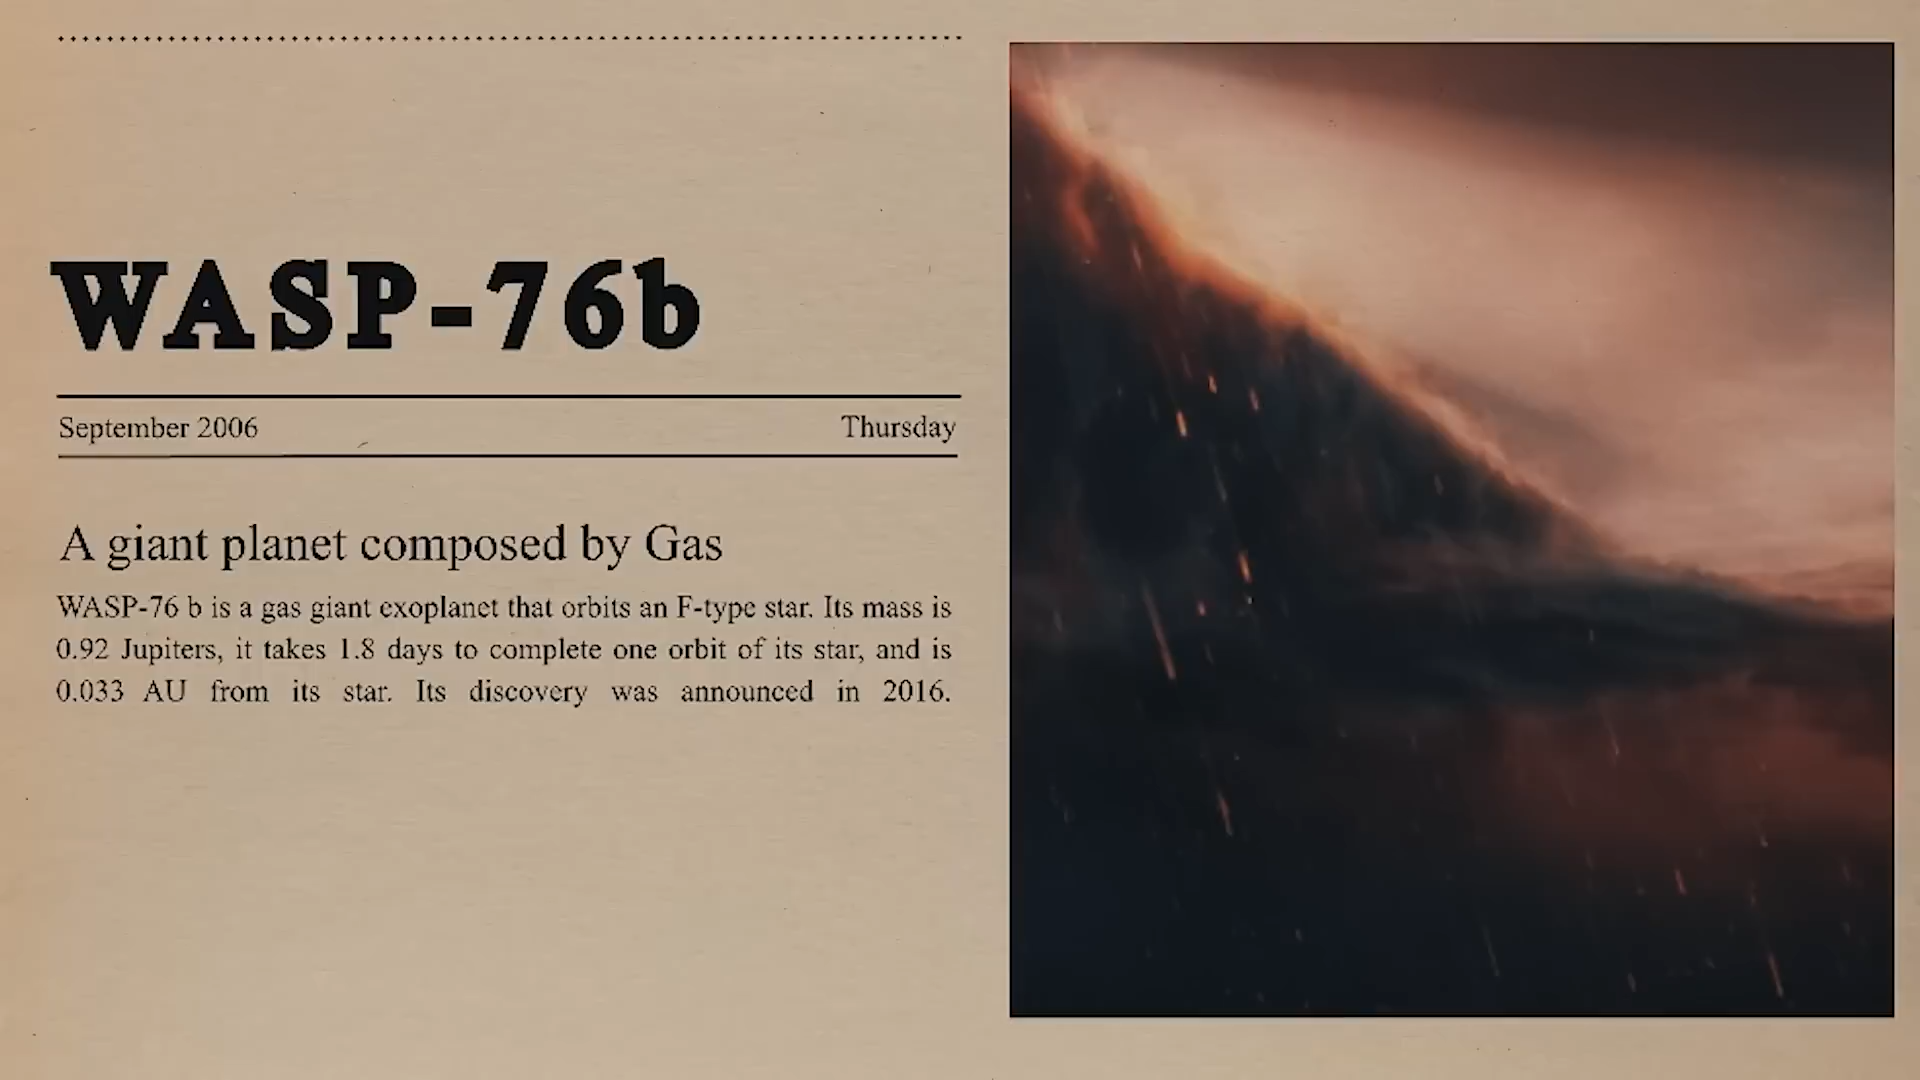 WASP-76b
September 2006
Thursday
A giant planet composed by Gas
WASP-76 b is a gas giant exoplanet that orbits an F-type star. Its mass is
0.92 Jupiters, it takes 1.8 days to complete one orbit of its star, and is
0.033 AU from its star. Its discovery was announced in 2016.